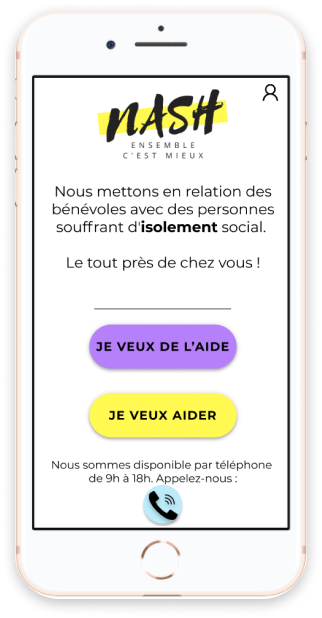 NASH
ENSEMBLE
C'EST MIEUX
Nous mettons en relation des
bénévoles avec des personnes
souffrant d'isolement social.
Le tout près de chez vous !
JE VEUX DE L'AIDE
JE VEUX AIDER
Nous sommes disponible par téléphone
de 9h à 18h. Appelez-nous :